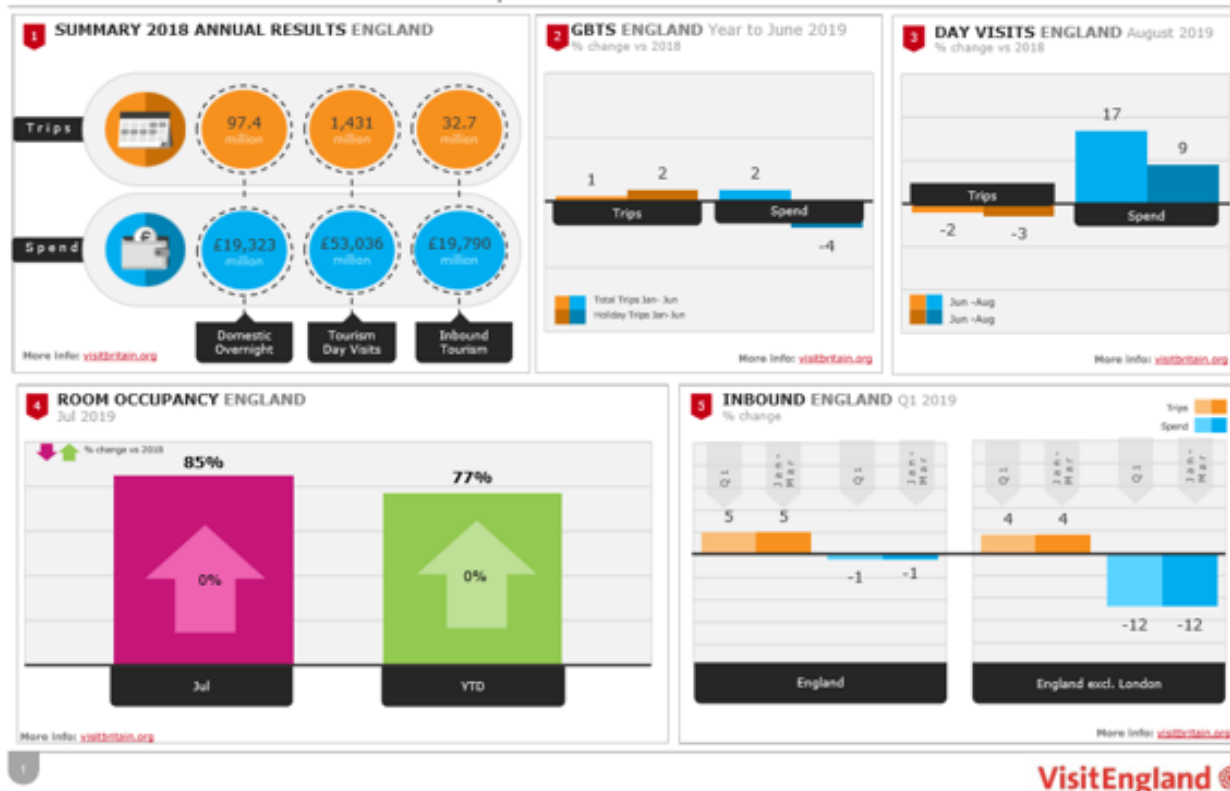 1
SUMMARY 2018 ANNUAL RESULTS ENGLAND
Trips
97.4
million
1,431
million
32.7
million
Spend
£
£19,323
million
£53,036
million
£19,790
million
Domestic
Overnight
Tourism
Day Visits
Inbound
Tourism
More info: visitbritain.org
2
GBTS ENGLAND Year to June 2019
% change vs 2018
1
2
2
Trips
Spend
-4
Total Trips Jan- Jun
Holiday Trips Jan-Jun
More info: visitbritain.org
3
DAY VISITS ENGLAND August 2019
% change vs 2018
17
9
Trips
Spend
-2
-3
Jun -Aug
Jun -Aug
More info: visitbritain.org
4
ROOM OCCUPANCY ENGLAND
Jul 2019
% change vs 2018
85%
77%
0%
0%
Jul
YTD
More info: visitbritain.org
5
INBOUND ENGLAND Q1 2019
% change
Trips
Spend
Q1
Jan-
Mar
Q1
Jan-
Mar
Q1
Jan-
Mar
Q1
Jan-
Mar
5
5
4
4
-1
-1
-12
-12
England
England excl. London
More info: visitbritain.org
1
VisitEngland